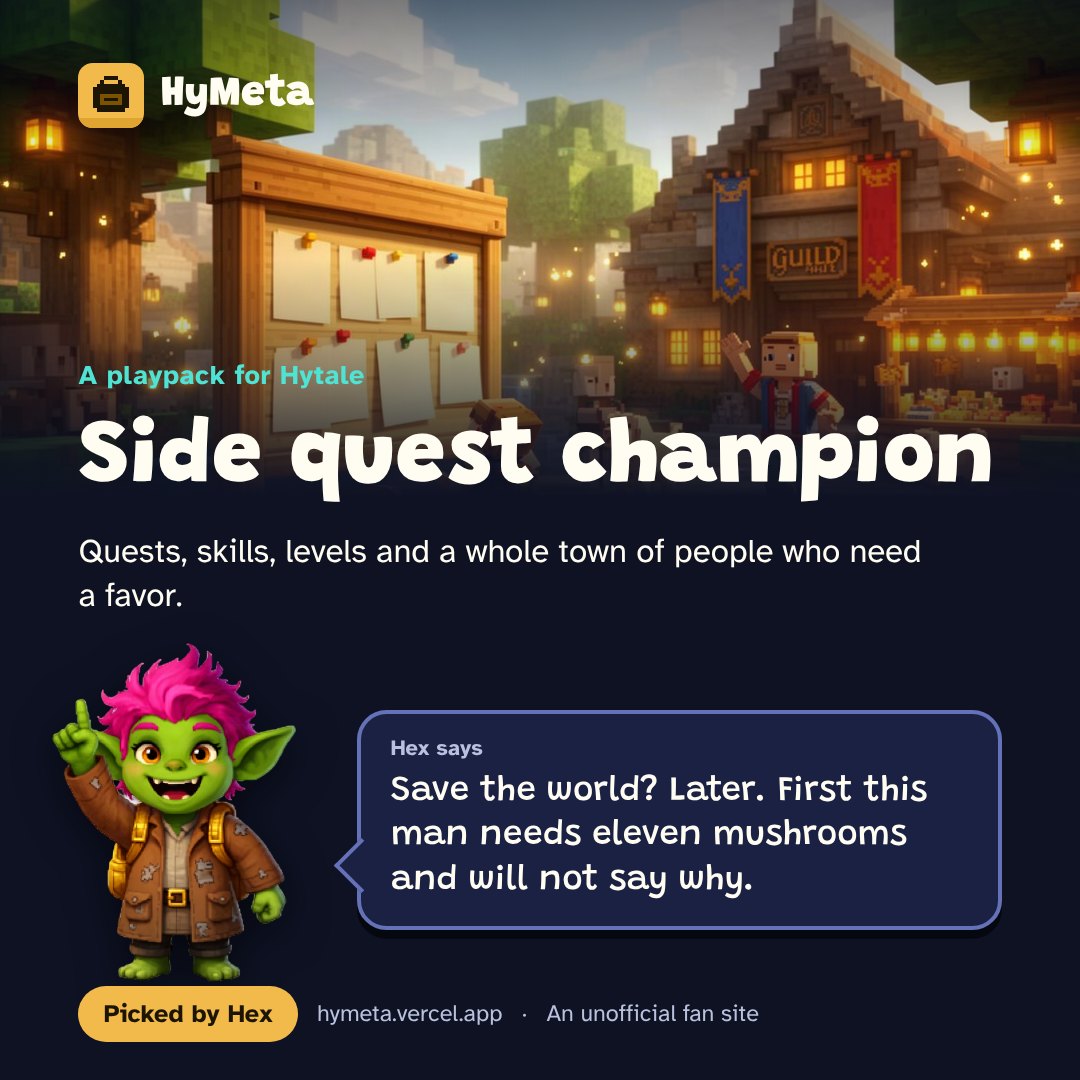 HyMeta
GUILD
A playpack for Hytale
Side quest champion
Quests, skills, levels and a whole town of people who need
a favor.
Hex says
Save the world? Later. First this
man needs eleven mushrooms
and will not say why.
Picked by Hex
hymeta.vercel.app · An unofficial fan site